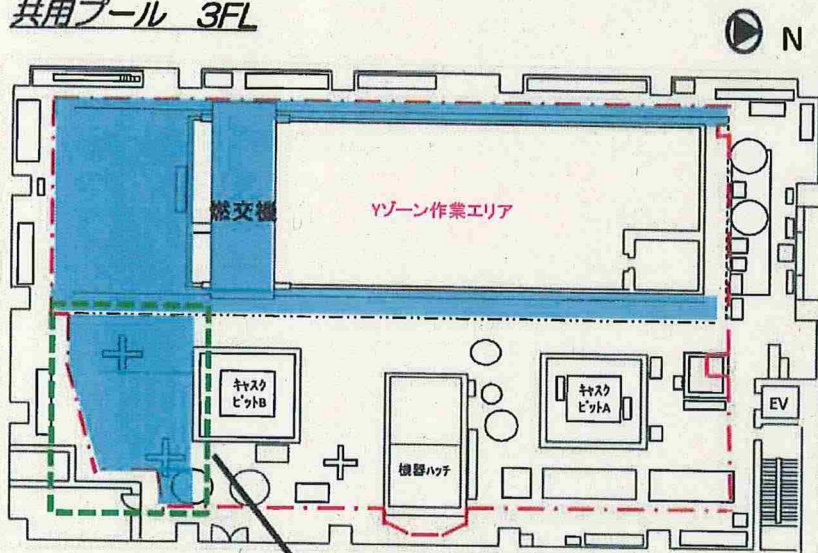 共用プール 3FL
N
燃交機
Yゾーン作業エリア
キャスク
ピットB
キャスク
ピットA
機器ハッチ
EV